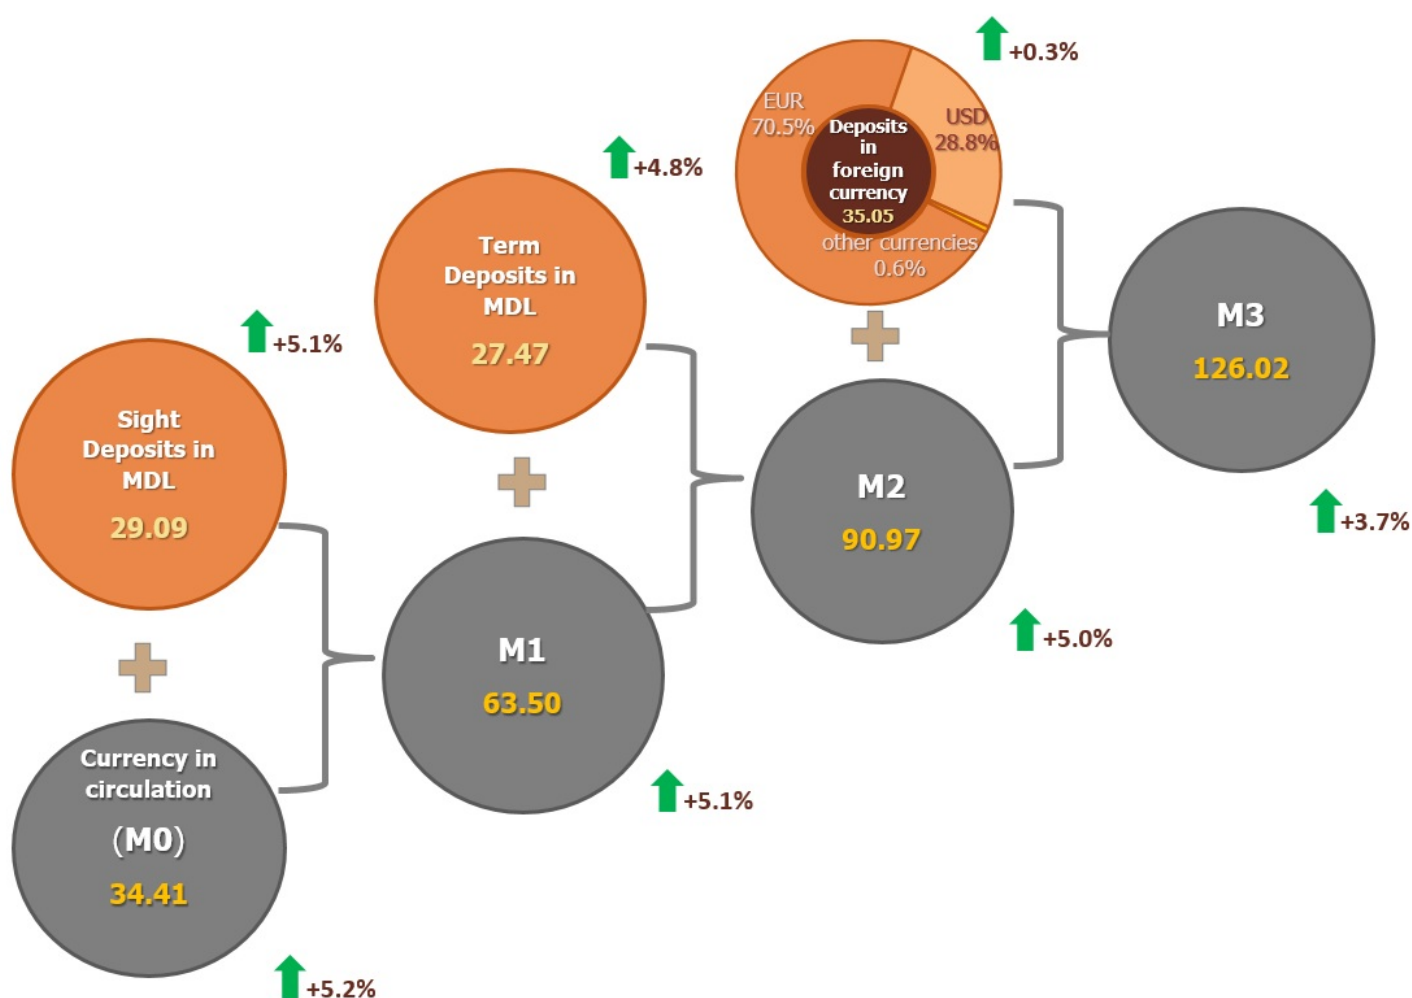 +0.3%
EUR
70.5%
USD
28.8%
Deposits
in
foreign
currency
35.05
other currencies
0.6%
+4.8%
Term
Deposits in
MDL
27.47
M3
126.02
+3.7%
+5.1%
Sight
Deposits in
MDL
29.09
M2
90.97
+5.0%
M1
63.50
+5.1%
Currency in
circulation
(M0)
34.41
+5.2%